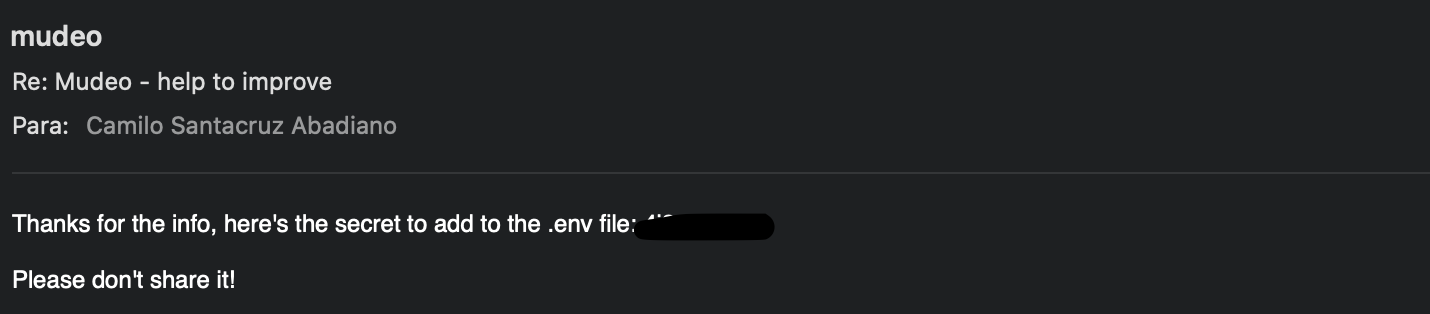 mudeo
Re: Mudeo - help to improve
Para: Camilo Santacruz Abadiano
Thanks for the info, here's the secret to add to the .env file:
Please don't share it!